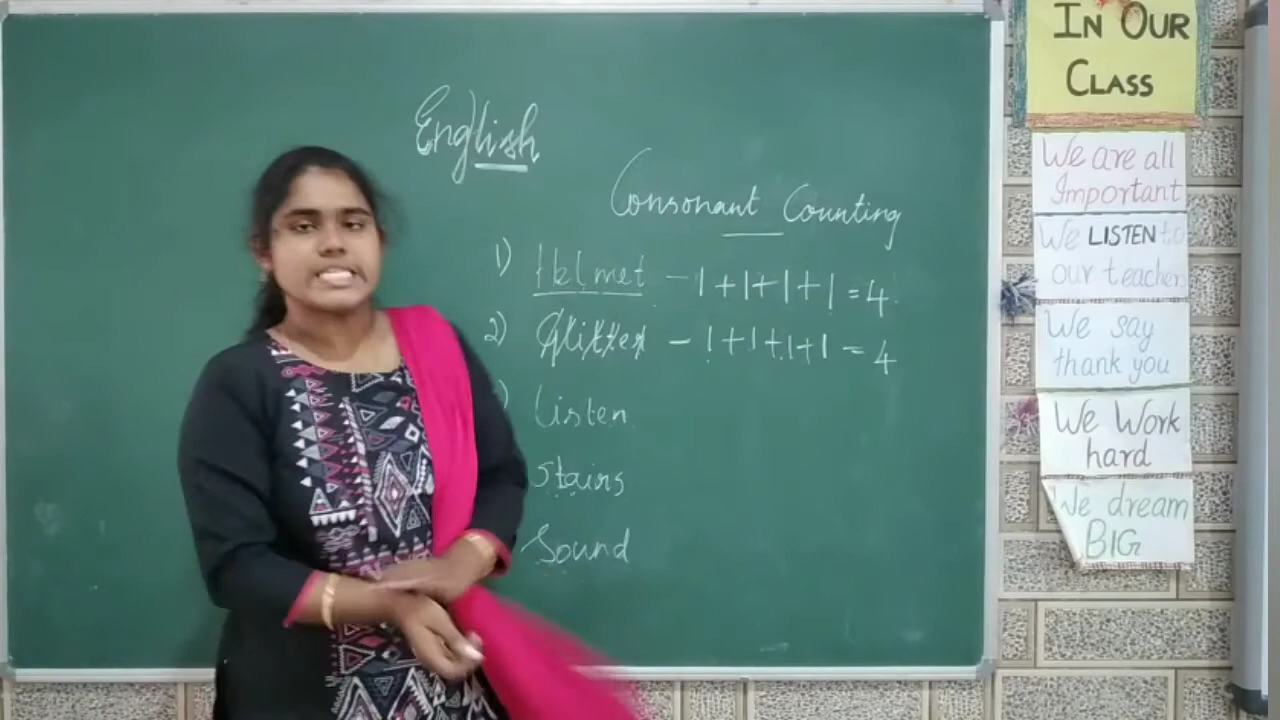 English
Consonant Counting
1) Helmet - 1+1+1+1 = 4
2) Glitter - 1+1+1+1 = 4
) Listen
Stairs
Sound
IN OUR
CLASS
We are all
Important
We LISTEN to
our teacher
We say
thank you
We Work
hard
We dream
BIG